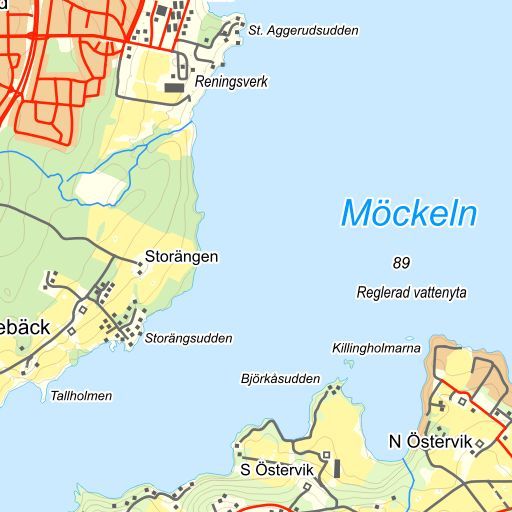 d
St. Aggerudsudden
Reningsverk
Möckeln
Storängen
89
Reglerad vattenyta
ebäck
Storängsudden
Killingholmarna
Björkåsudden
Tallholmen
N Östervik
S Östervik